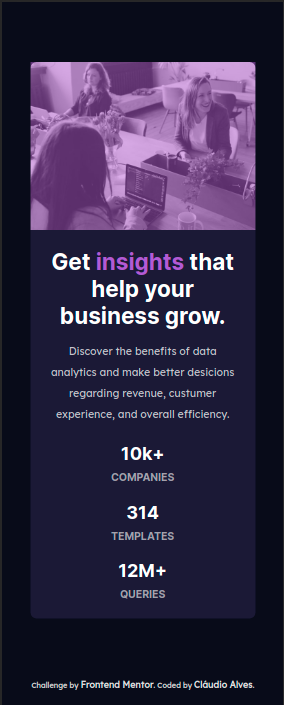 Get insights that
help your
business grow.
Discover the benefits of data
analytics and make better desicions
regarding revenue, custumer
experience, and overall efficiency.
10k+
COMPANIES
314
TEMPLATES
12M+
QUERIES
Challenge by Frontend Mentor. Coded by Cláudio Alves.